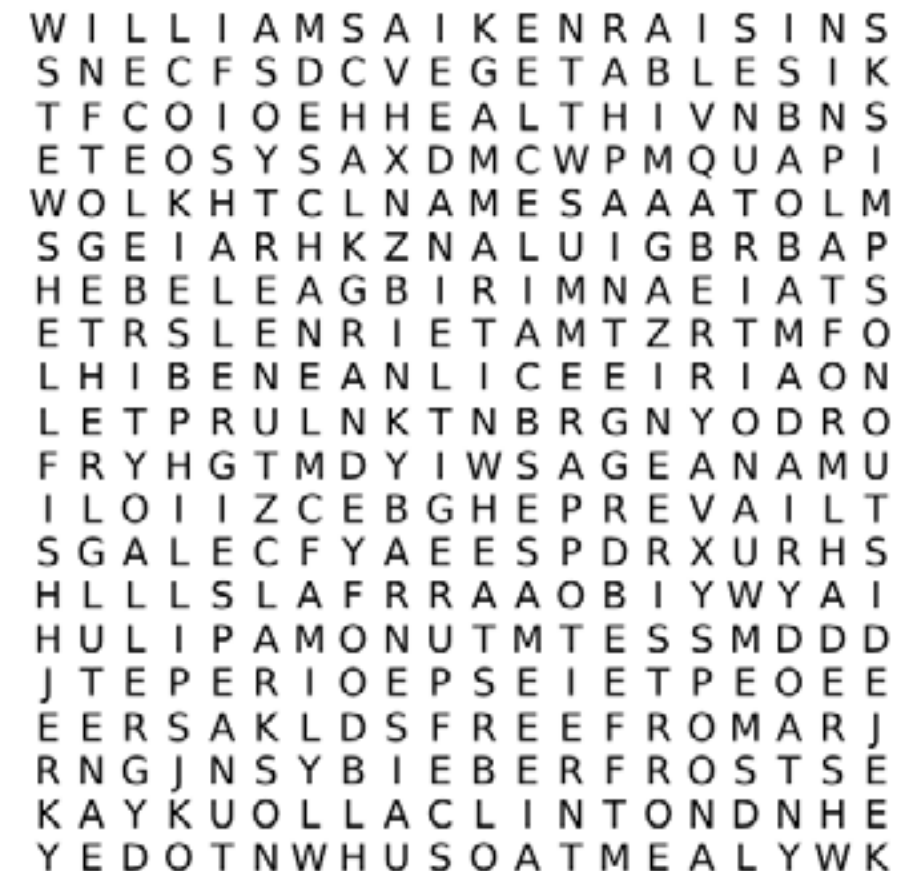 W I L L I A M S A I K E N R A I S I N S
S N E C F S D C V E G E T A B L E S I K
T F C O I O E H H E A L T H I V N B N S
E T E O S Y S A X D M C W P M Q U A P I
W O L K H T C L N A M E S A A A T O L M
S G E I A R H K Z N A L U I G B R B A P
H E B E L E A G B I R I M N A E I A T S
E T R S L E N R I E T A M T Z R T M F O
L H I B E N E A N L I C E E I R I A O N
L E T P R U L N K T N B R G N Y O D R O
F R Y H G T M D Y I W S A G E A N A M U
I L O I I Z C E B G H E P R E V A I L T
S G A L E C F Y A E E S P D R X U R H S
H L L L S L A F R R A A O B I Y W Y A I
H U L I P A M O N U T M T E S S M D D D
J T E P E R I O E P S E I E T P E O E E
E E R S A K L D S F R E E F R O M A R J
R N G J N S Y B I E B E R F R O S T S E
K A Y K U O L L A C L I N T O N D N H E
Y E D O T N W H U S O A T M E A L Y W K